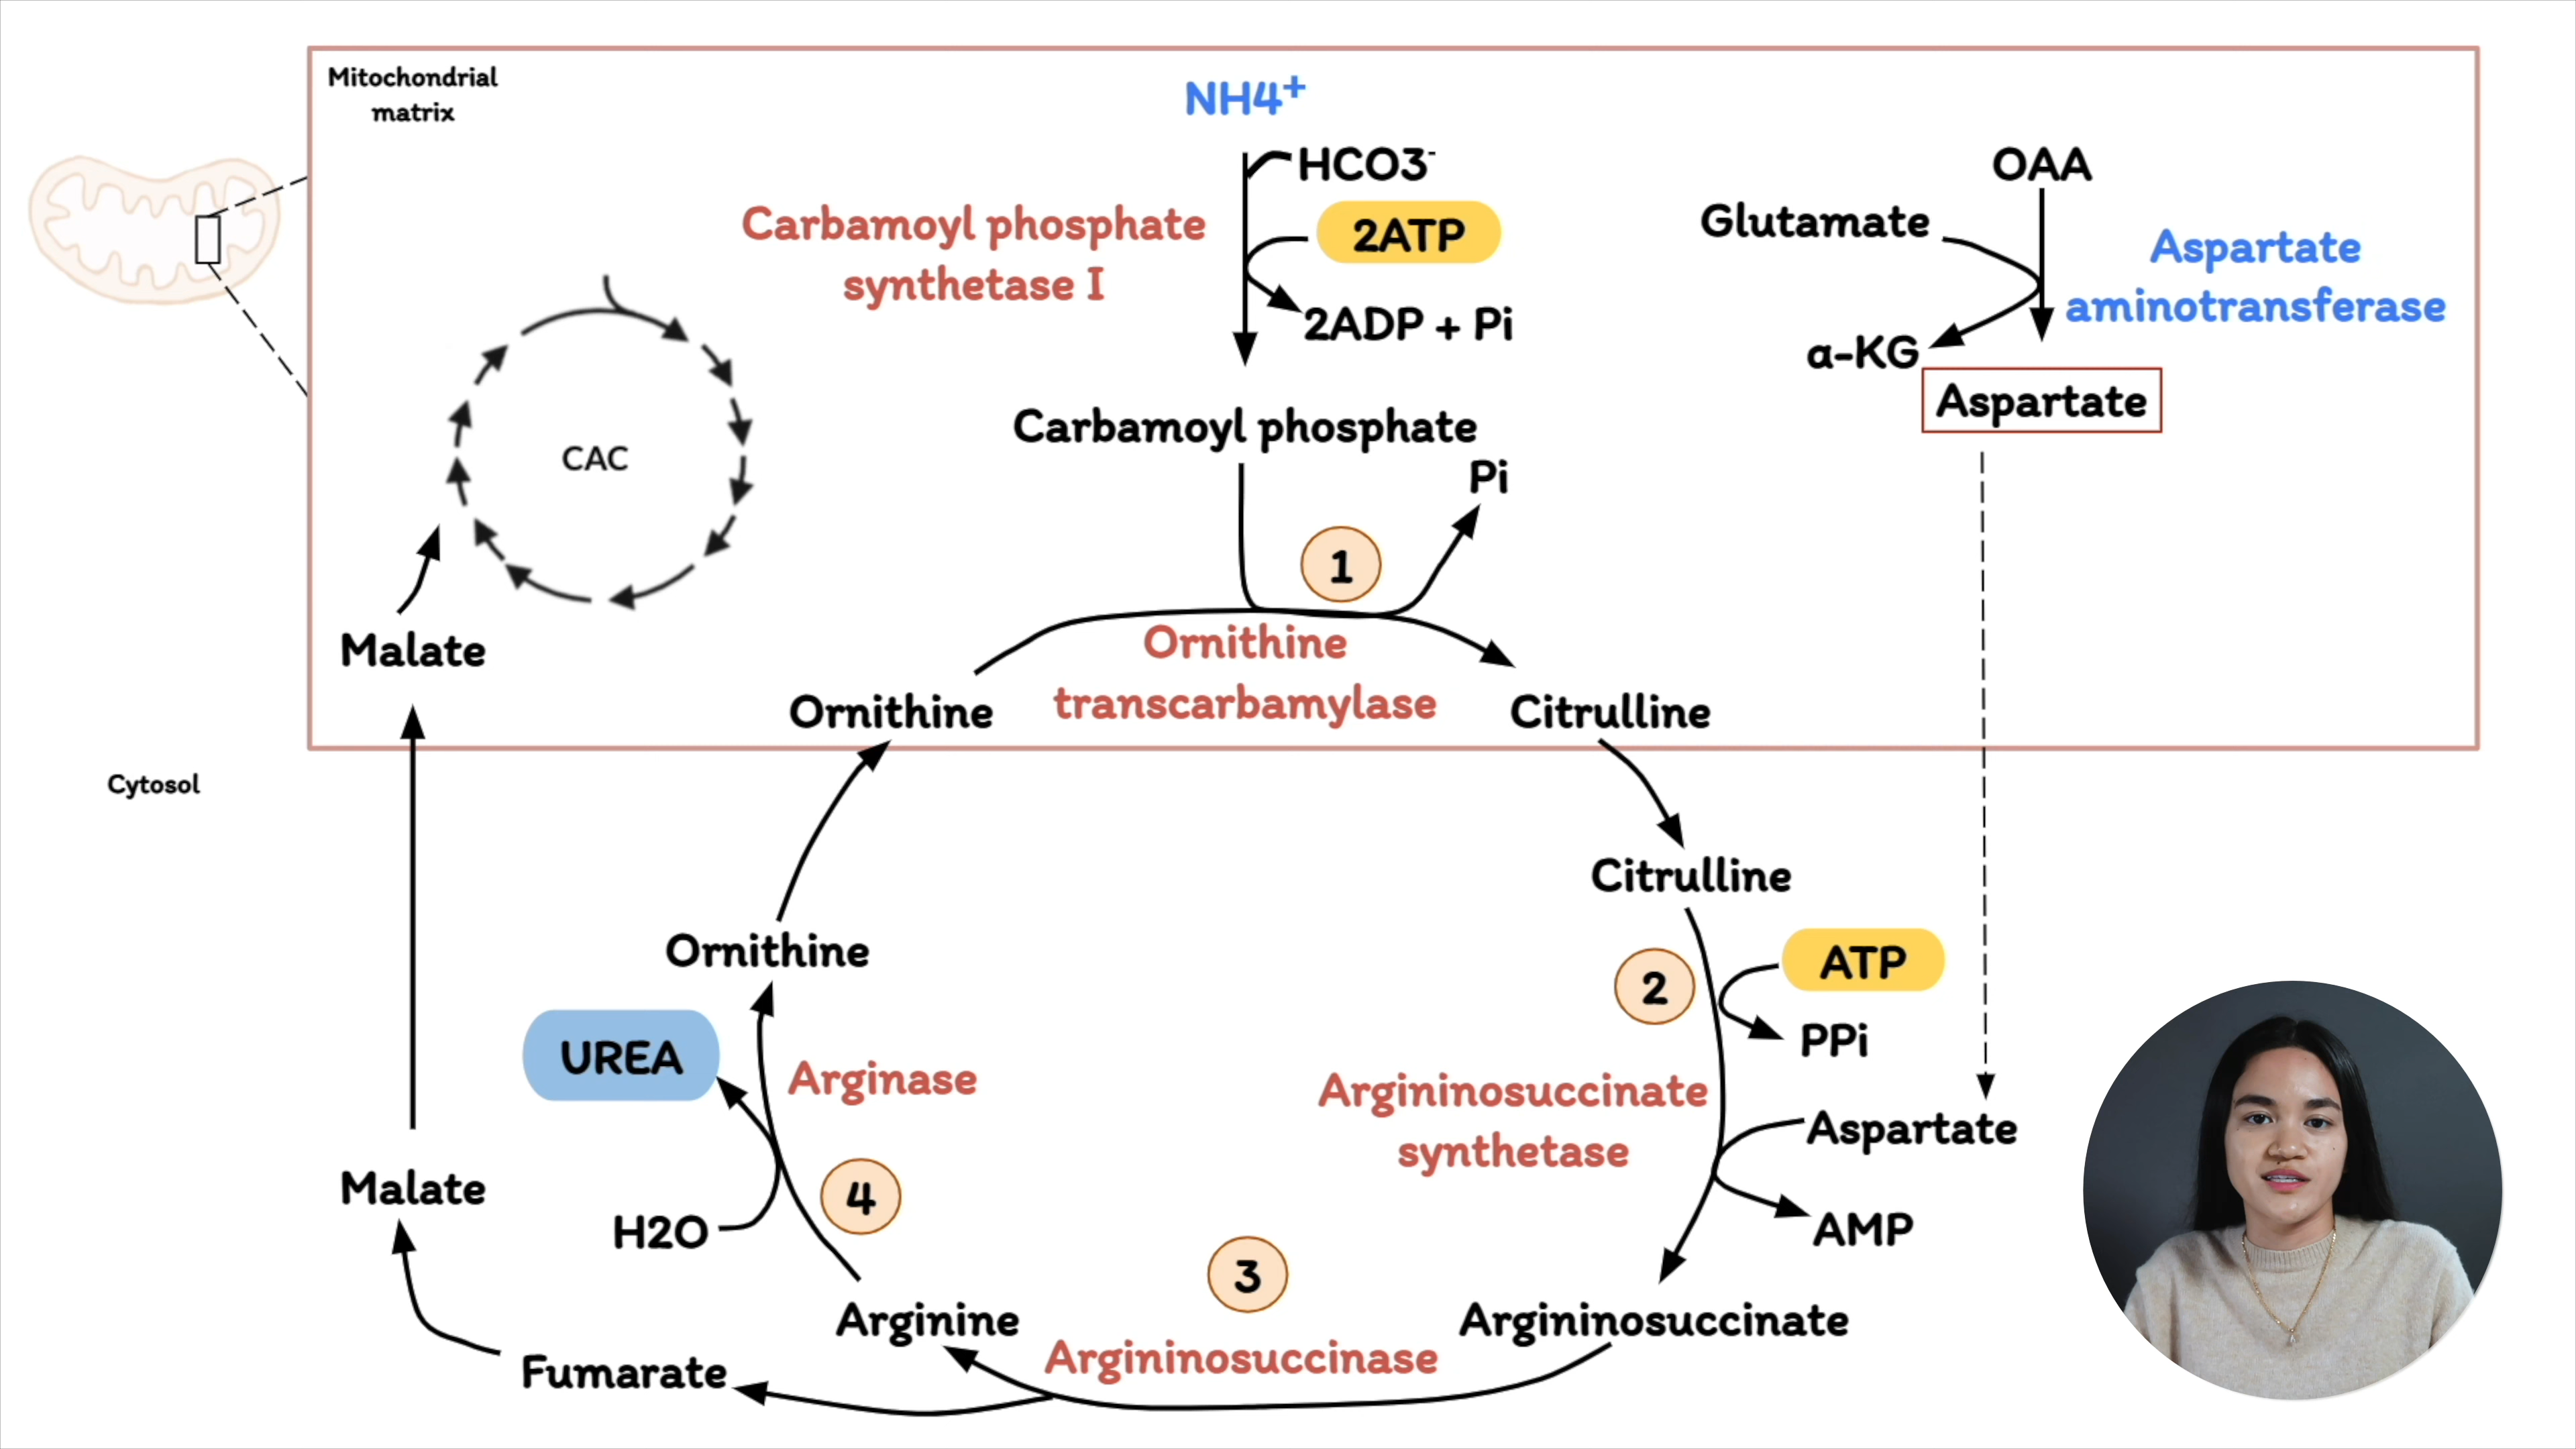 Mitochondrial
matrix
NH4⁺
HCO3⁻
2ATP
2ADP + Pi
Carbamoyl phosphate
synthetase I
OAA
Glutamate
Aspartate
aminotransferase
α-KG
Aspartate
CAC
Carbamoyl phosphate
Pi
1
Ornithine
transcarbamylase
Malate
Ornithine
Citrulline
Cytosol
Citrulline
2
ATP
PPi
Argininosuccinate
synthetase
Aspartate
AMP
Ornithine
UREA
Arginase
4
H2O
Malate
3
Arginine
Argininosuccinase
Argininosuccinate
Fumarate